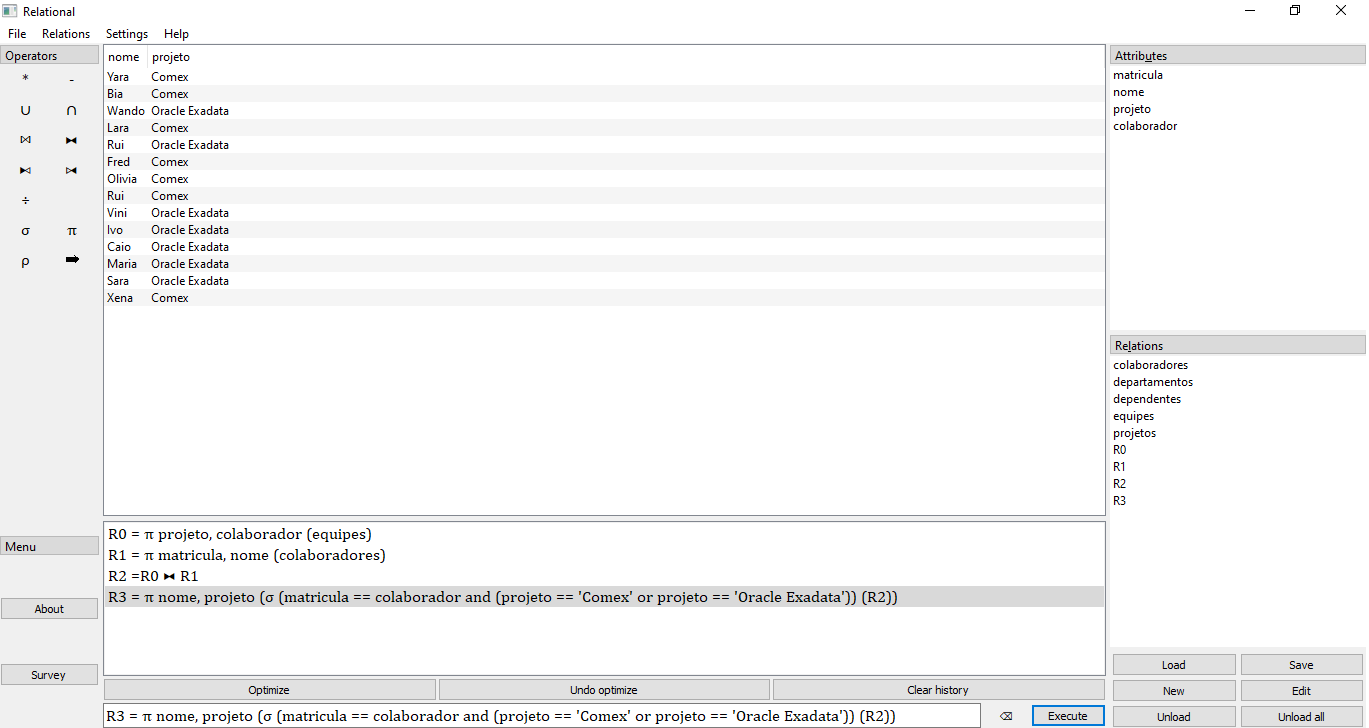 Relational
File Relations Settings Help
Operators
* -
∪ ∩
⋈ ⧓
⧑ ⧒
÷
σ π
ρ ➡
Menu
About
Survey
nome projeto
Yara Comex
Bia Comex
Wando Oracle Exadata
Lara Comex
Rui Oracle Exadata
Fred Comex
Olivia Comex
Rui Comex
Vini Oracle Exadata
Ivo Oracle Exadata
Caio Oracle Exadata
Maria Oracle Exadata
Sara Oracle Exadata
Xena Comex
R0 = π projeto, colaborador (equipes)
R1 = π matricula, nome (colaboradores)
R2 =R0 ⧓ R1
R3 = π nome, projeto (σ (matricula == colaborador and (projeto == 'Comex' or projeto == 'Oracle Exadata')) (R2))
Optimize Undo optimize Clear history
R3 = π nome, projeto (σ (matricula == colaborador and (projeto == 'Comex' or projeto == 'Oracle Exadata')) (R2))
⌫ Execute
Attributes
matricula
nome
projeto
colaborador
Relations
colaboradores
departamentos
dependentes
equipes
projetos
R0
R1
R2
R3
Load Save
New Edit
Unload Unload all